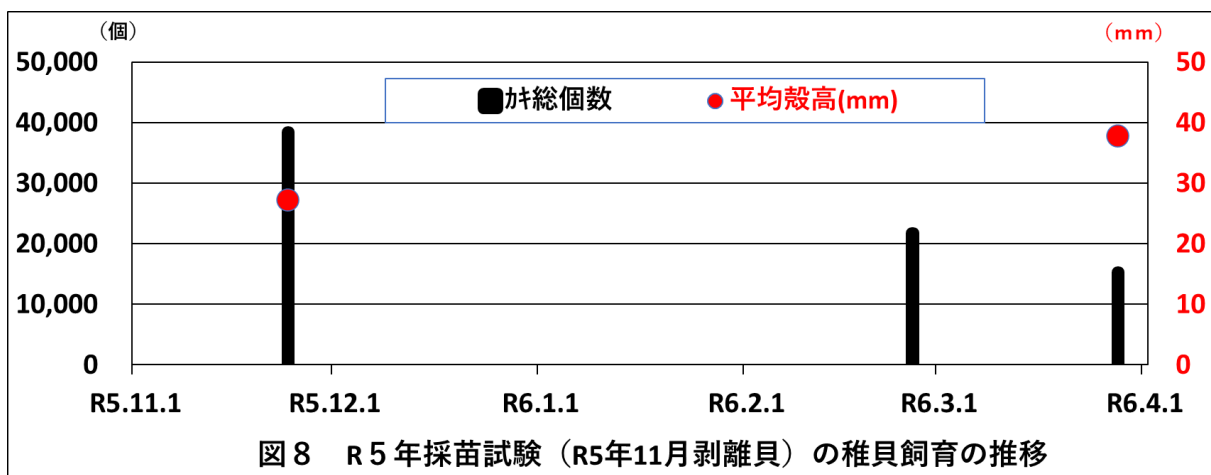 （個）
（ｍｍ）
50,000
50
ｶｷ総個数
平均殻高(mm)
40,000
40
30,000
30
20,000
20
10,000
10
0
0
R5.11.1
R5.12.1
R6.1.1
R6.2.1
R6.3.1
R6.4.1
図８　Ｒ５年採苗試験（R5年11月剥離貝）の稚貝飼育の推移